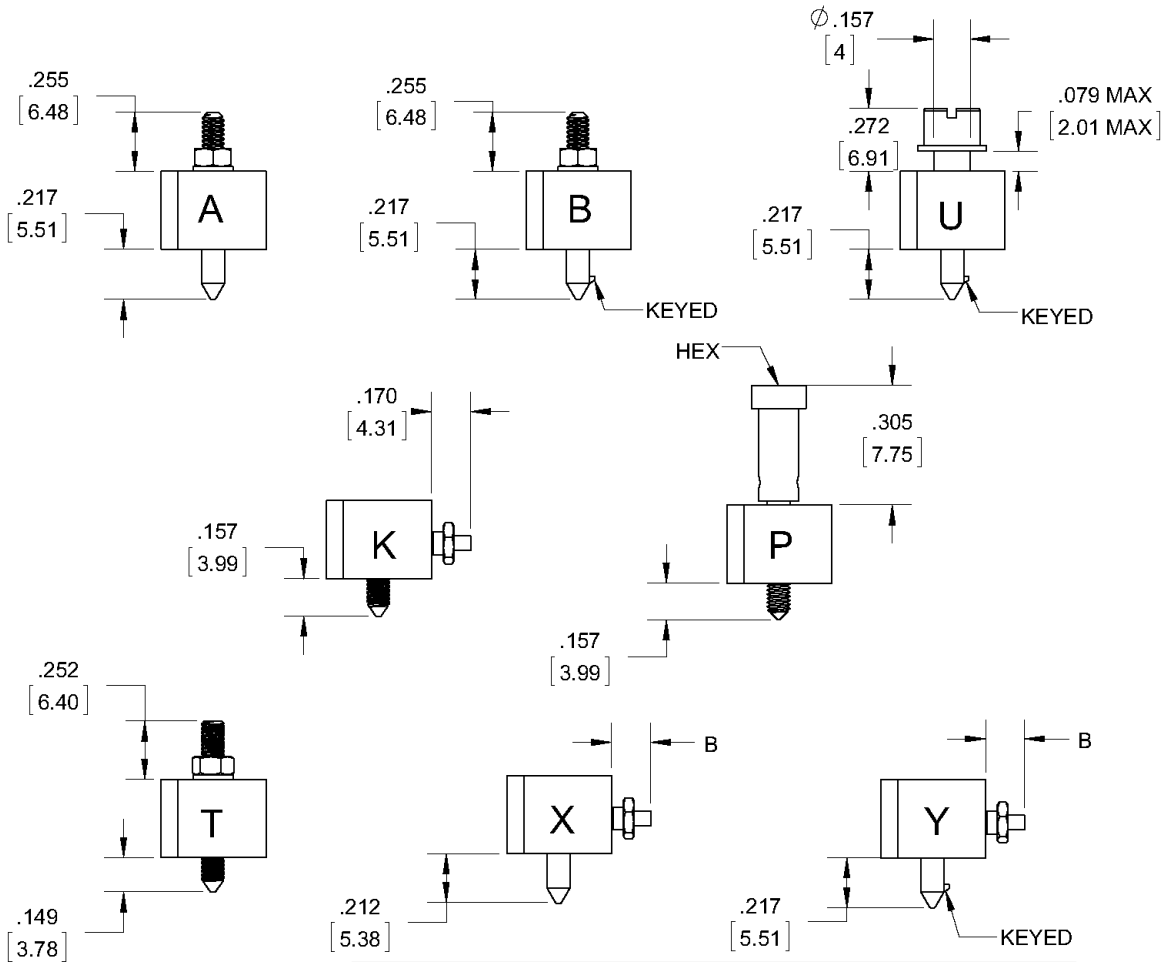 .255
[6.48]
.217
[5.51]
A
.255
[6.48]
.217
[5.51]
B
KEYED
∅ .157
[4]
.079 MAX
[2.01 MAX]
.272
[6.91]
.217
[5.51]
U
KEYED
.170
[4.31]
.157
[3.99]
K
HEX
.305
[7.75]
P
.157
[3.99]
.252
[6.40]
T
.149
[3.78]
B
X
.212
[5.38]
B
Y
.217
[5.51]
KEYED